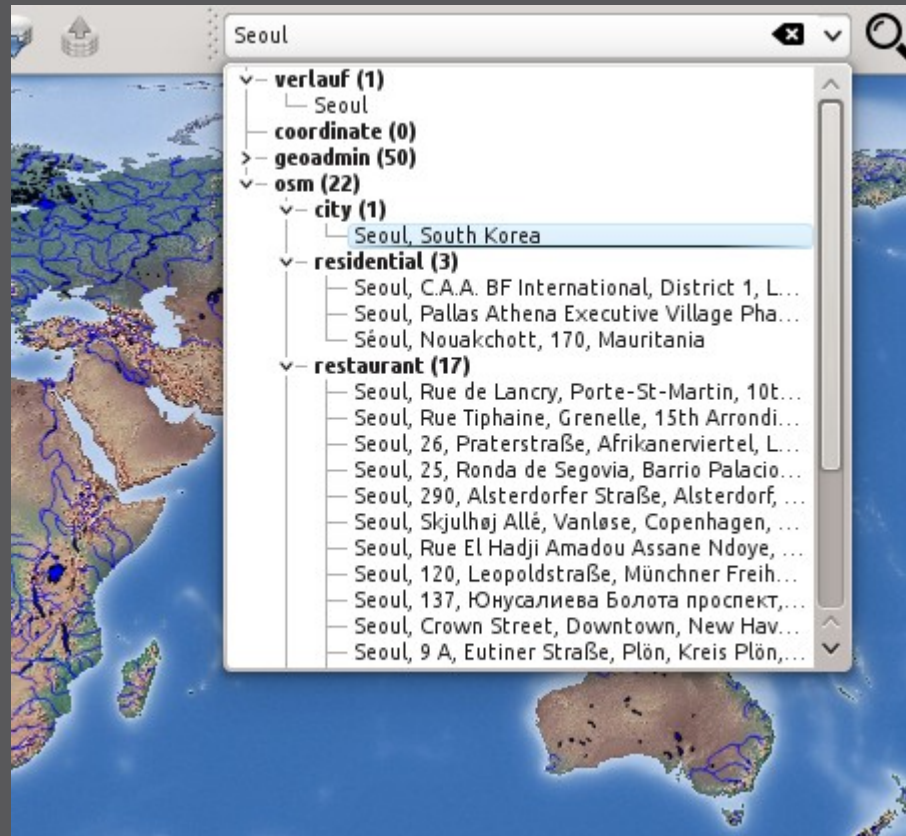 Seoul
verlauf (1)
Seoul
coordinate (0)
geoadmin (50)
osm (22)
city (1)
Seoul, South Korea
residential (3)
Seoul, C.A.A. BF International, District 1, L...
Seoul, Pallas Athena Executive Village Pha...
Séoul, Nouakchott, 170, Mauritania
restaurant (17)
Seoul, Rue de Lancry, Porte-St-Martin, 10t...
Seoul, Rue Tiphaine, Grenelle, 15th Arrondi...
Seoul, 26, Praterstraße, Afrikanerviertel, L...
Seoul, 25, Ronda de Segovia, Barrio Palacio...
Seoul, 290, Alsterdorfer Straße, Alsterdorf, ...
Seoul, Skjulhøj Allé, Vanløse, Copenhagen, ...
Seoul, Rue El Hadji Amadou Assane Ndoye, ...
Seoul, 120, Leopoldstraße, Münchner Freih...
Seoul, 137, Юнусалиева Болота проспект,...
Seoul, Crown Street, Downtown, New Hav...
Seoul, 9 A, Eutiner Straße, Plön, Kreis Plön,...